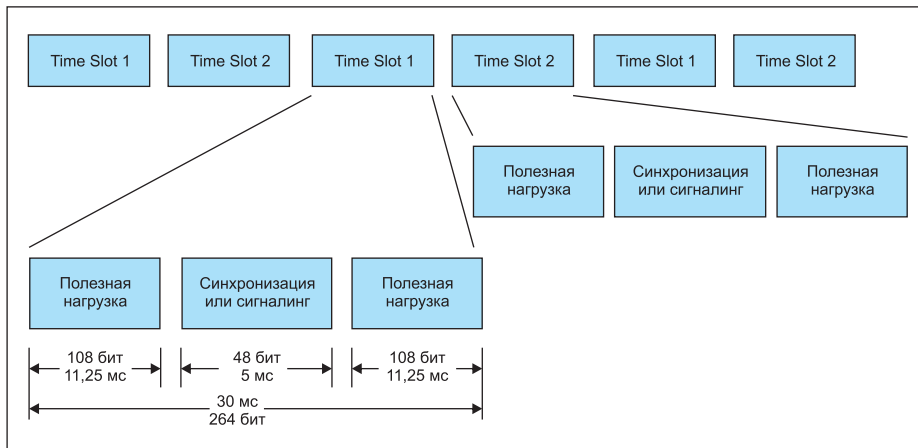 Time Slot 1 Time Slot 2 Time Slot 1 Time Slot 2 Time Slot 1 Time Slot 2
Полезная
нагрузка
Синхронизация
или сигналинг
Полезная
нагрузка
Полезная
нагрузка
Синхронизация
или сигналинг
Полезная
нагрузка
108 бит
11,25 мс
48 бит
5 мс
108 бит
11,25 мс
30 мс
264 бит